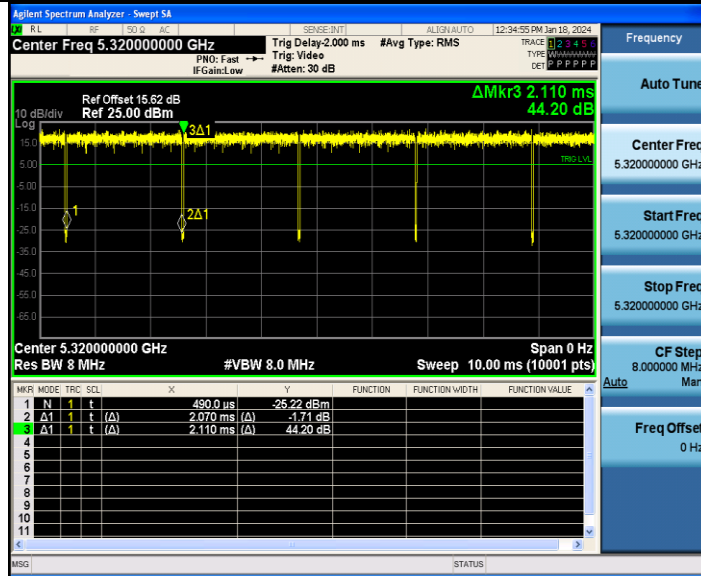 Agilent Spectrum Analyzer - Swept SA
RL RF 50 Ω AC SENSE:INT ALIGN AUTO 12:34:55 PM Jan 18, 2024 Frequency
Center Freq 5.320000000 GHz Trig Delay-2.000 ms #Avg Type: RMS TRACE 1 2 3 4 5 6
PNO: Fast Trig: Video TYPE
IFGain:Low #Atten: 30 dB DET P P P P P P
Auto Tune
ΔMkr3 2.110 ms
44.20 dB
Ref Offset 15.62 dB
10 dB/div Ref 25.00 dBm
Log
3Δ1
15.0
TRIG LVL
5.00
-5.00
-15.0
1
2Δ1
-25.0
-35.0
-45.0
-55.0
-65.0
Center Freq
5.320000000 GHz
Start Freq
5.320000000 GHz
Stop Freq
5.320000000 GHz
CF Step
8.000000 MHz
Auto Man
Freq Offset
0 Hz
Center 5.320000000 GHz Span 0 Hz
Res BW 8 MHz #VBW 8.0 MHz Sweep 10.00 ms (10001 pts)
MKR MODE TRC SCL X Y FUNCTION FUNCTION WIDTH FUNCTION VALUE
1 N 1 t 490.0 µs -25.22 dBm
2 Δ1 1 t (Δ) 2.070 ms (Δ) -1.71 dB
3 Δ1 1 t (Δ) 2.110 ms (Δ) 44.20 dB
4
5
6
7
8
9
10
11
MSG STATUS